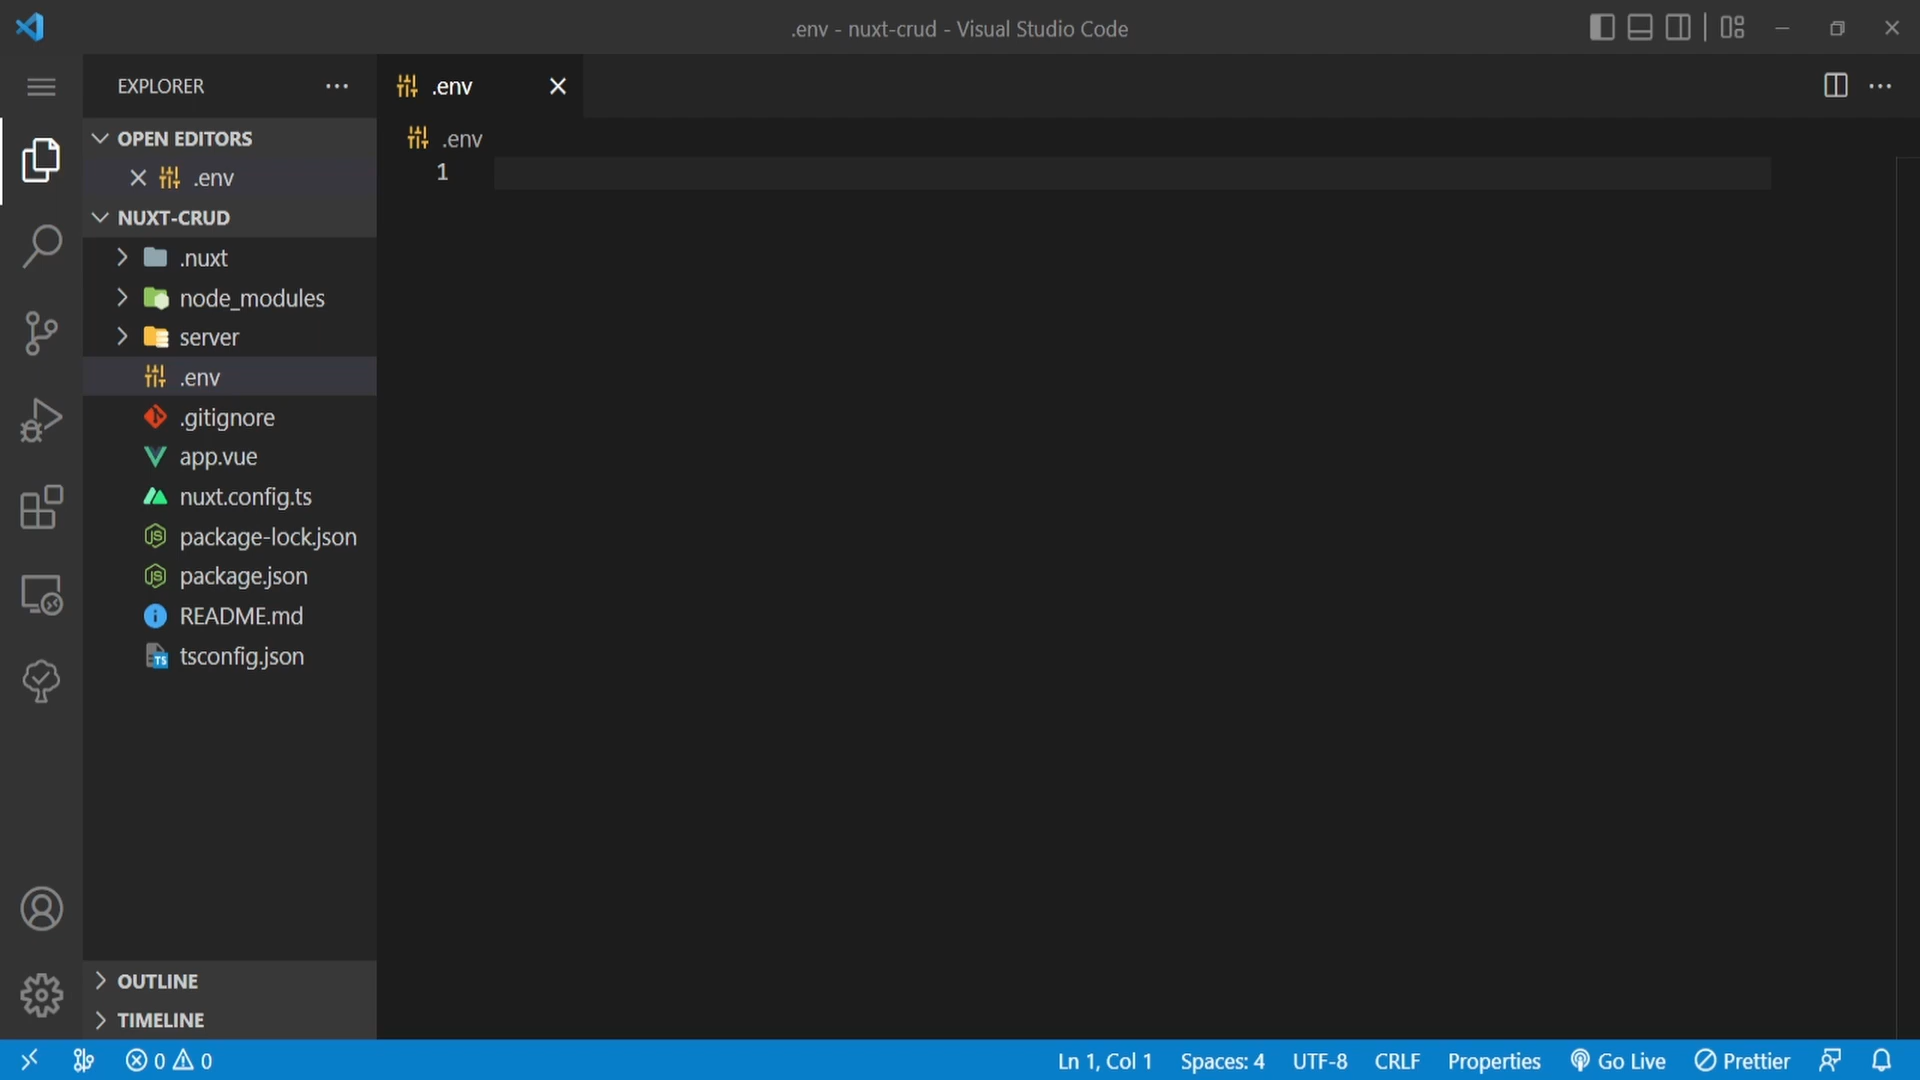 .env - nuxt-crud - Visual Studio Code
EXPLORER
.env
OPEN EDITORS
.env
.env
1
NUXT-CRUD
.nuxt
node_modules
server
.env
.gitignore
app.vue
nuxt.config.ts
package-lock.json
package.json
README.md
tsconfig.json
OUTLINE
TIMELINE
0 0 Ln 1, Col 1 Spaces: 4 UTF-8 CRLF Properties Go Live Prettier